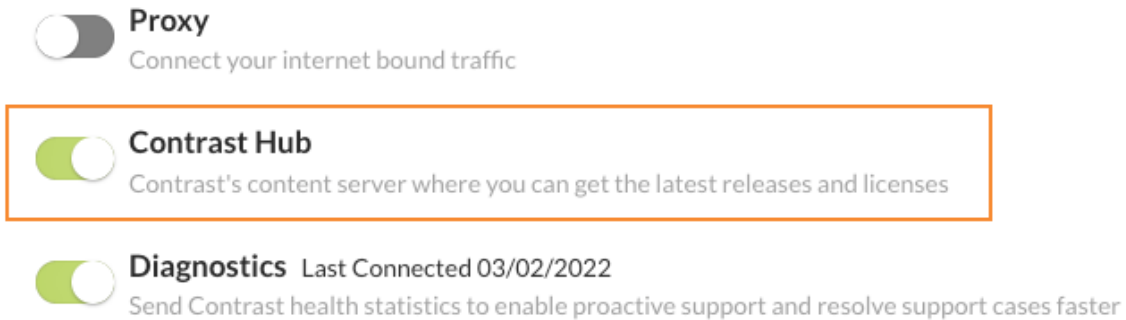 Proxy
Connect your internet bound traffic
Contrast Hub
Contrast's content server where you can get the latest releases and licenses
Diagnostics Last Connected 03/02/2022
Send Contrast health statistics to enable proactive support and resolve support cases faster